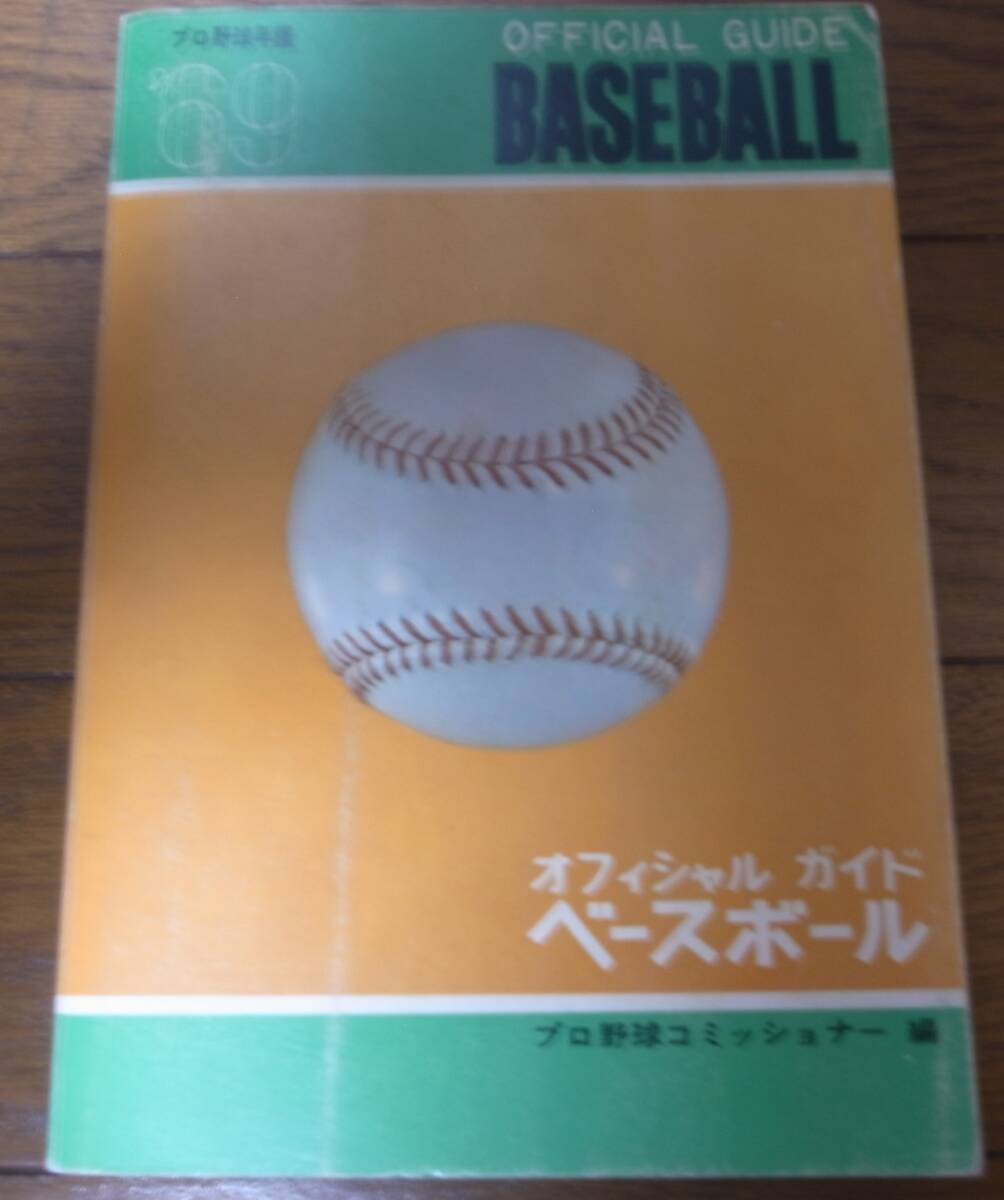 プロ野球年鑑
'69
OFFICIAL GUIDE
BASEBALL
オフィシャル ガイド
ベースボール
プロ野球コミッショナー 編